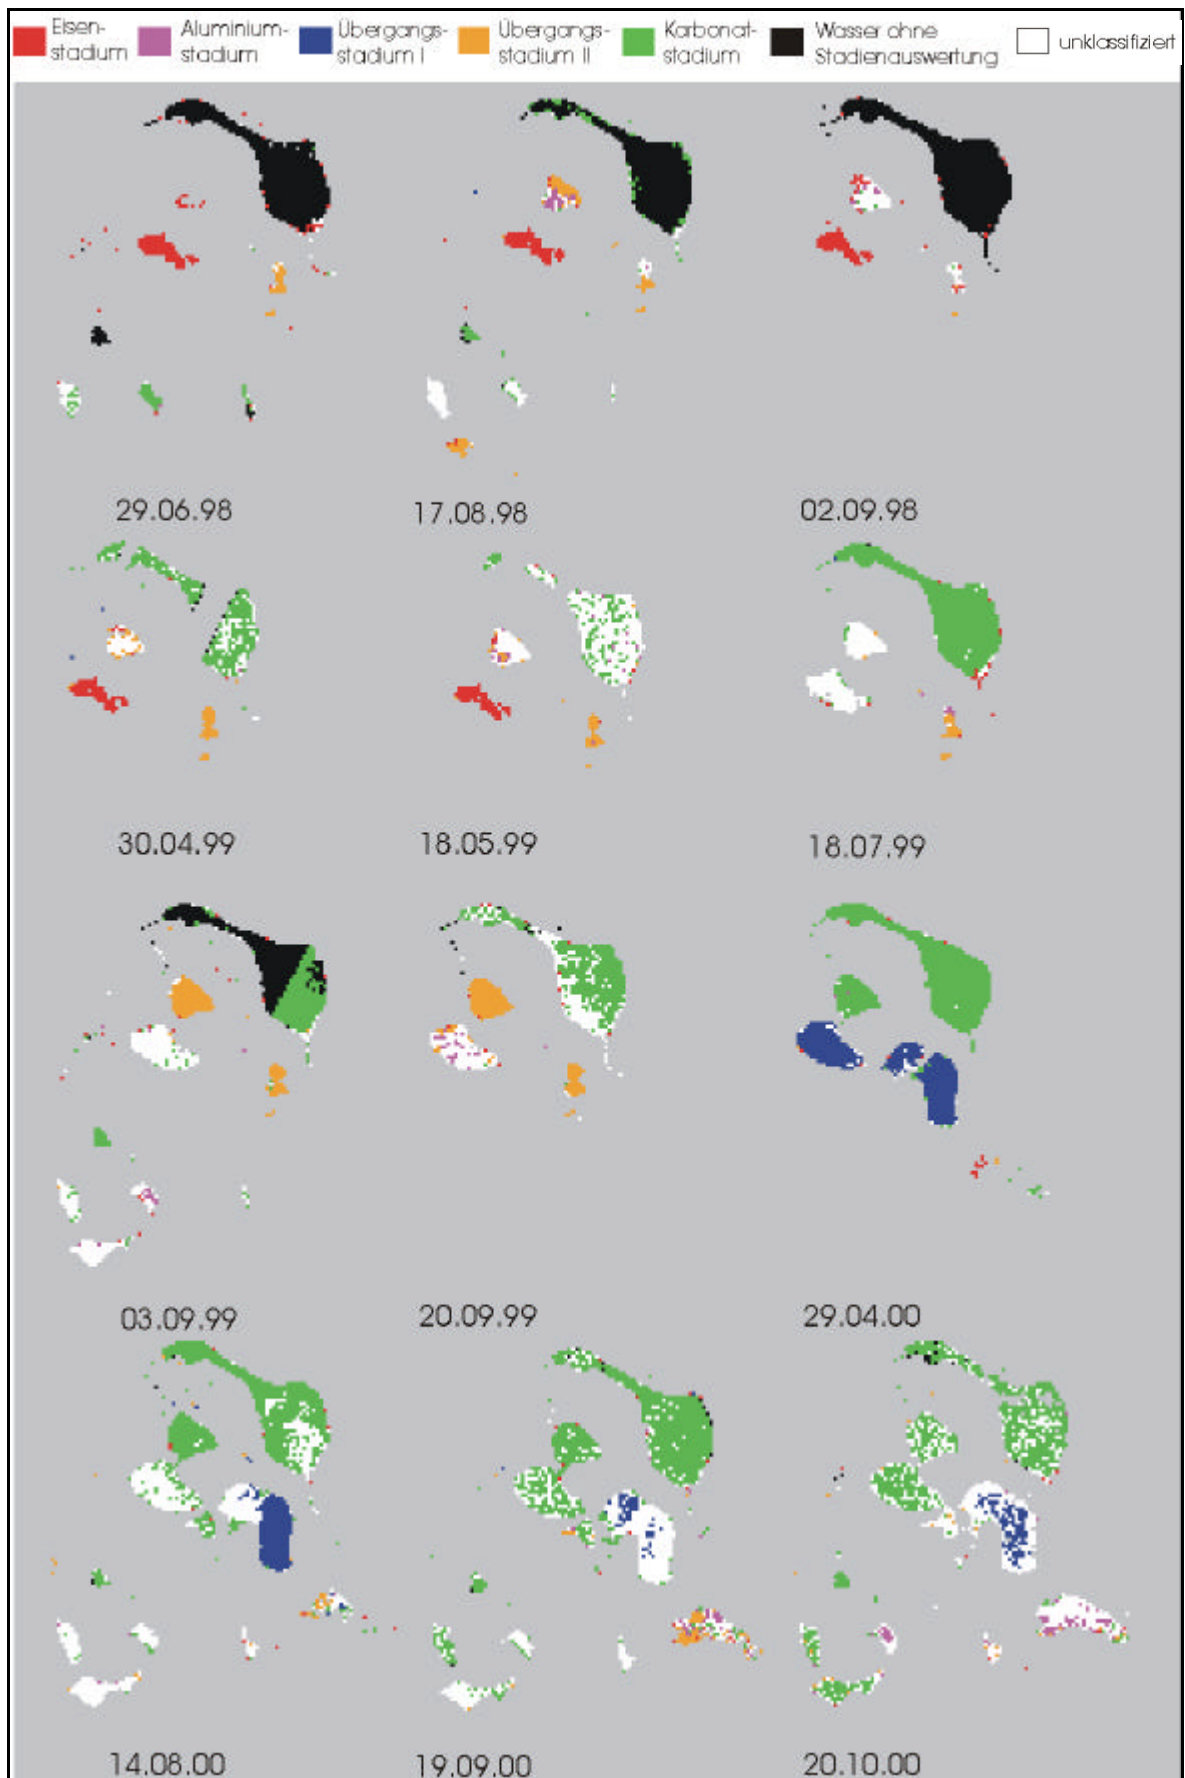 Eisen-
stadium
Aluminium-
stadium
Übergangs-
stadium I
Übergangs-
stadium II
Karbonat-
stadium
Wasser ohne
Stadienauswertung
unklassifiziert
29.06.98
17.08.98
02.09.98
30.04.99
18.05.99
18.07.99
03.09.99
20.09.99
29.04.00
14.08.00
19.09.00
20.10.00